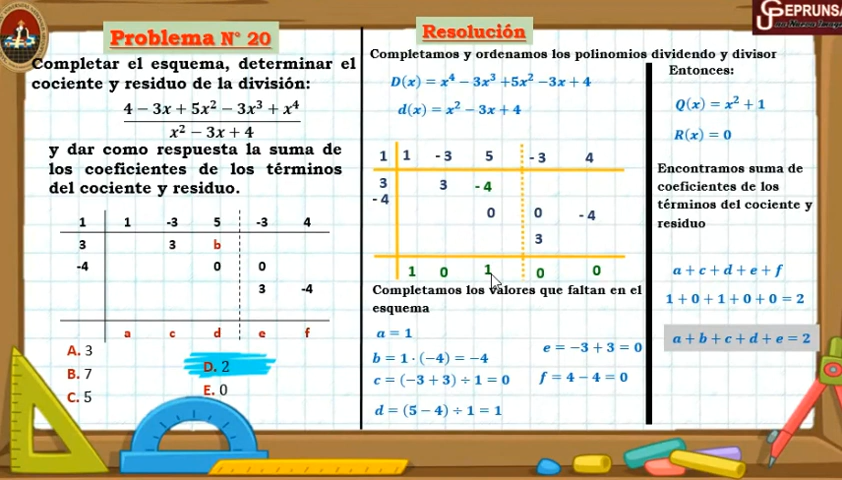 Problema N° 20
Completar el esquema, determinar el
cociente y residuo de la división:
4 − 3x + 5x² − 3x³ + x⁴
x² − 3x + 4
y dar como respuesta la suma de
los coeficientes de los términos
del cociente y residuo.
1 1 -3 5 -3 4
3 3 b
-4 0 0
3 -4
a c d e f
A. 3
B. 7
C. 5
D. 2
E. 0
Resolución
Completamos y ordenamos los polinomios dividendo y divisor
D(x) = x⁴ − 3x³ +5x² −3x + 4
d(x) = x² − 3x + 4
1 1 - 3 5 - 3 4
3 3 - 4
- 4
0 0 - 4
3
1 0 1 0 0
Completamos los valores que faltan en el
esquema
a = 1
b = 1 · (−4) = −4
c = (−3 + 3) ÷ 1 = 0
d = (5 − 4) ÷ 1 = 1
e = −3 + 3 = 0
f = 4 − 4 = 0
Entonces:
Q(x) = x² + 1
R(x) = 0
Encontramos suma de
coeficientes de los
términos del cociente y
residuo
a + c + d + e + f
1 + 0 + 1 + 0 + 0 = 2
a + b + c + d + e = 2
CEPRUNSA